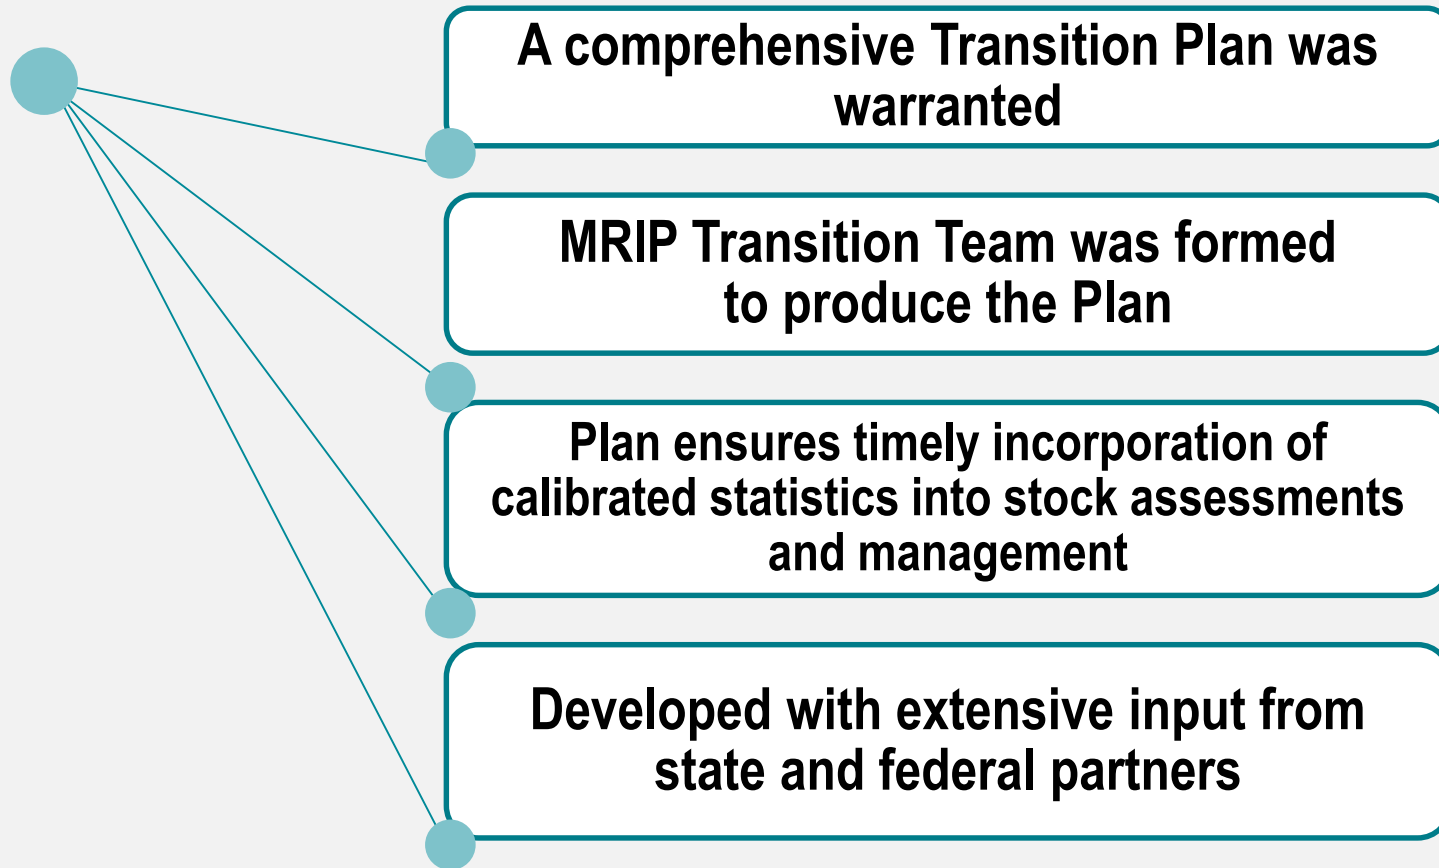 A comprehensive Transition Plan was
warranted
MRIP Transition Team was formed
to produce the Plan
Plan ensures timely incorporation of
calibrated statistics into stock assessments
and management
Developed with extensive input from
state and federal partners